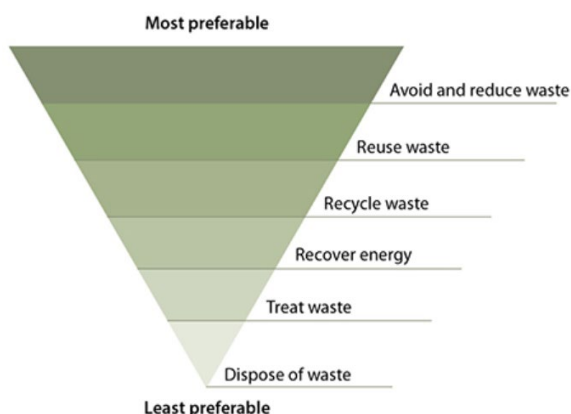 Most preferable
Avoid and reduce waste
Reuse waste
Recycle waste
Recover energy
Treat waste
Dispose of waste
Least preferable